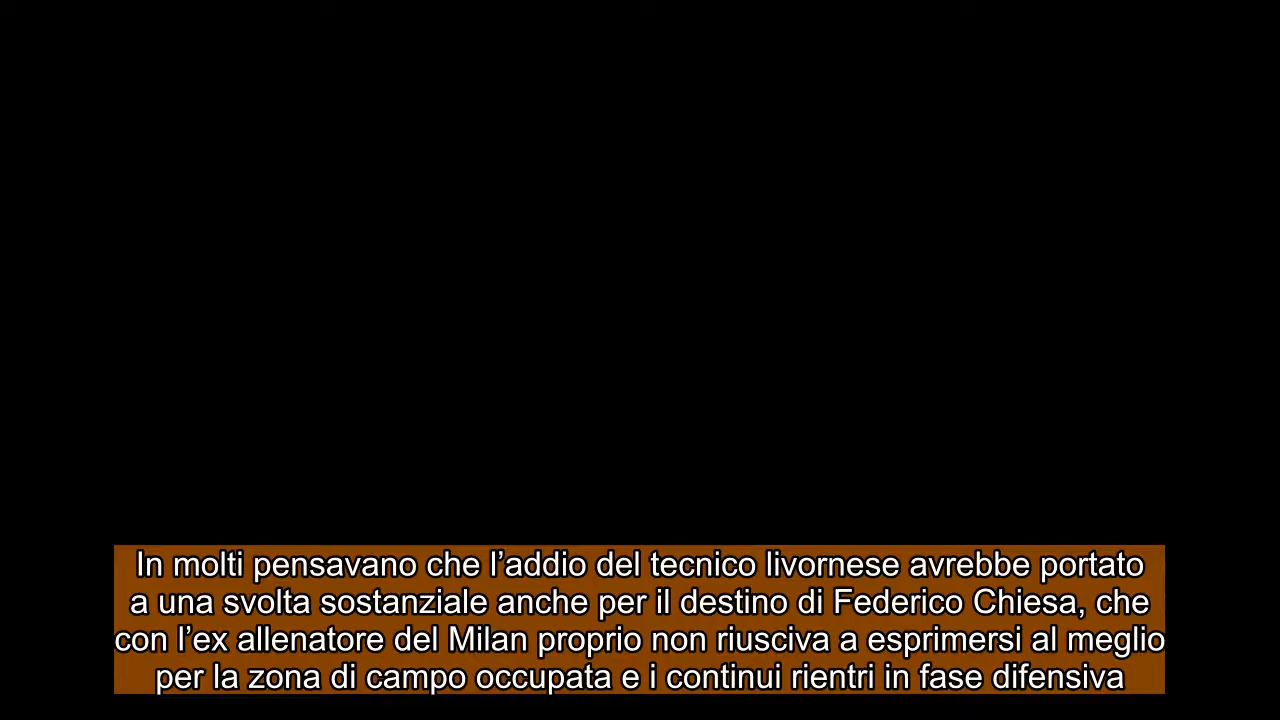 In molti pensavano che l’addio del tecnico livornese avrebbe portato
a una svolta sostanziale anche per il destino di Federico Chiesa, che
con l’ex allenatore del Milan proprio non riusciva a esprimersi al meglio
per la zona di campo occupata e i continui rientri in fase difensiva